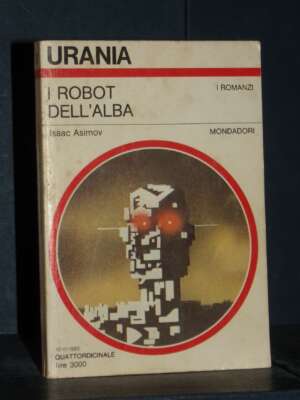 URANIA
I ROBOT
DELL'ALBA
I ROMANZI
Isaac Asimov
MONDADORI
QUATTORDICINALE
lire 3000